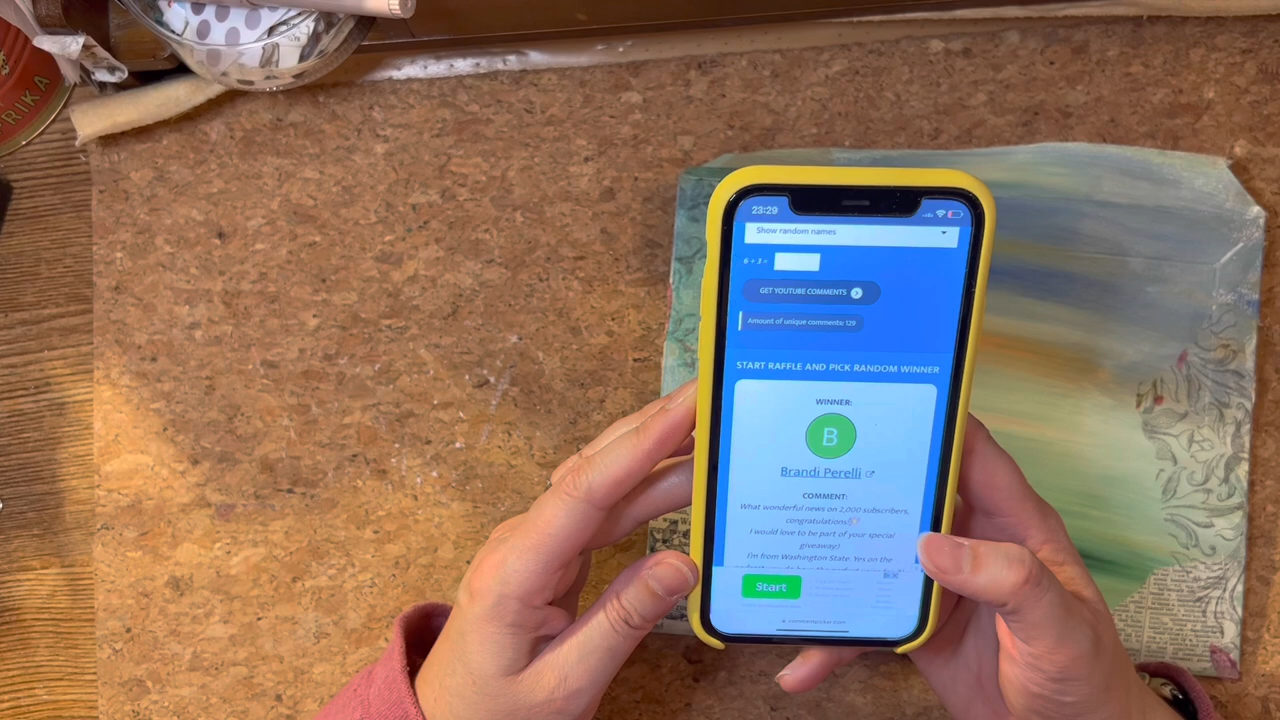 RIKA
23:29
Show random names
6 + 3 =
GET YOUTUBE COMMENTS
Amount of unique comments: 129
START RAFFLE AND PICK RANDOM WINNER
WINNER:
B
Brandi Perelli
COMMENT:
What wonderful news on 2,000 subscribers,
congratulations!
I would love to be part of your special
giveaway:)
I'm from Washington State. Yes on the
Start